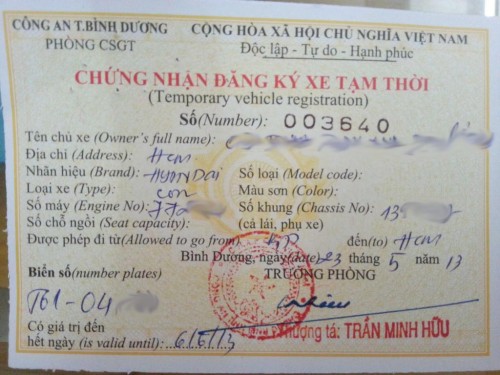 CÔNG AN T.BÌNH DƯƠNG
PHÒNG CSGT
CỘNG HÒA XÃ HỘI CHỦ NGHĨA VIỆT NAM
Độc lập - Tự do - Hạnh phúc
CHỨNG NHẬN ĐĂNG KÝ XE TẠM THỜI
(Temporary vehicle registration)
Số(Number): 003640
Tên chủ xe (Owner's full name):
Địa chỉ (Address): HCM
Nhãn hiệu (Brand): HUYNDAI Số loại (Model code):
Loại xe (Type): con Màu sơn (Color):
Số máy (Engine No): Số khung (Chassis No): 13
Số chỗ ngồi (Seat capacity): (cả lái, phụ xe)
Được phép đi từ(Allowed to go from) đến(to) HCM
Bình Dương, ngày(date) 23 tháng 5 năm 13
Biển số(number plates) TRƯỞNG PHÒNG
T61-04
Có giá trị đến
hết ngày (is valid until): 6/6/13 Thượng tá: TRẦN MINH HỮU